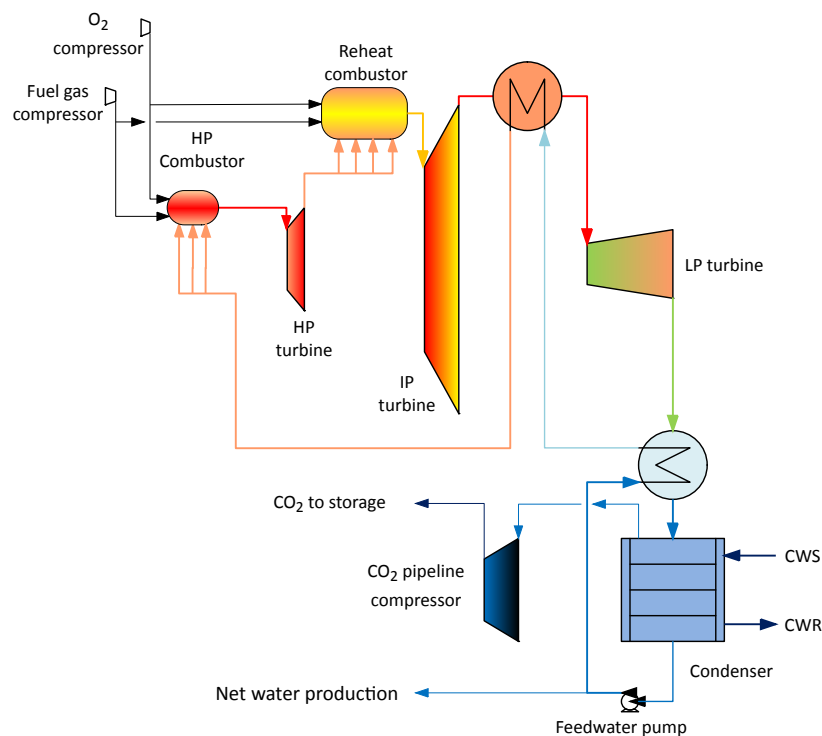 O2
compressor
Fuel gas
compressor
Reheat
combustor
HP
Combustor
LP turbine
HP
turbine
IP
turbine
CO2 to storage
CO2 pipeline
compressor
CWS
CWR
Condenser
Net water production
Feedwater pump